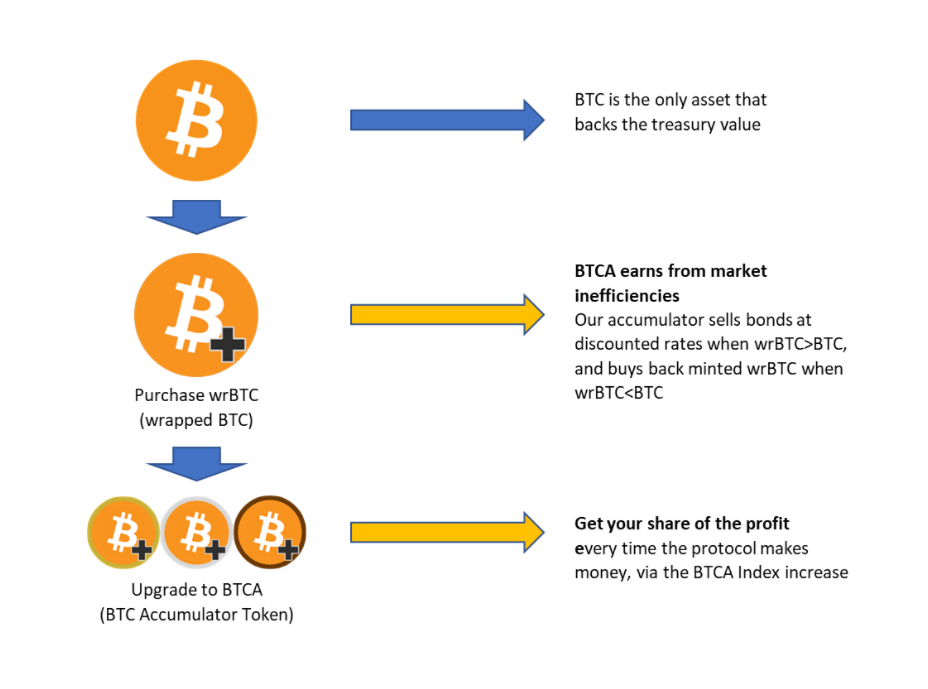 BTC is the only asset that
backs the treasury value
BTCA earns from market
inefficiencies
Our accumulator sells bonds at
discounted rates when wrBTC>BTC,
and buys back minted wrBTC when
wrBTC<BTC
Purchase wrBTC
(wrapped BTC)
Get your share of the profit
every time the protocol makes
money, via the BTCA Index increase
Upgrade to BTCA
(BTC Accumulator Token)